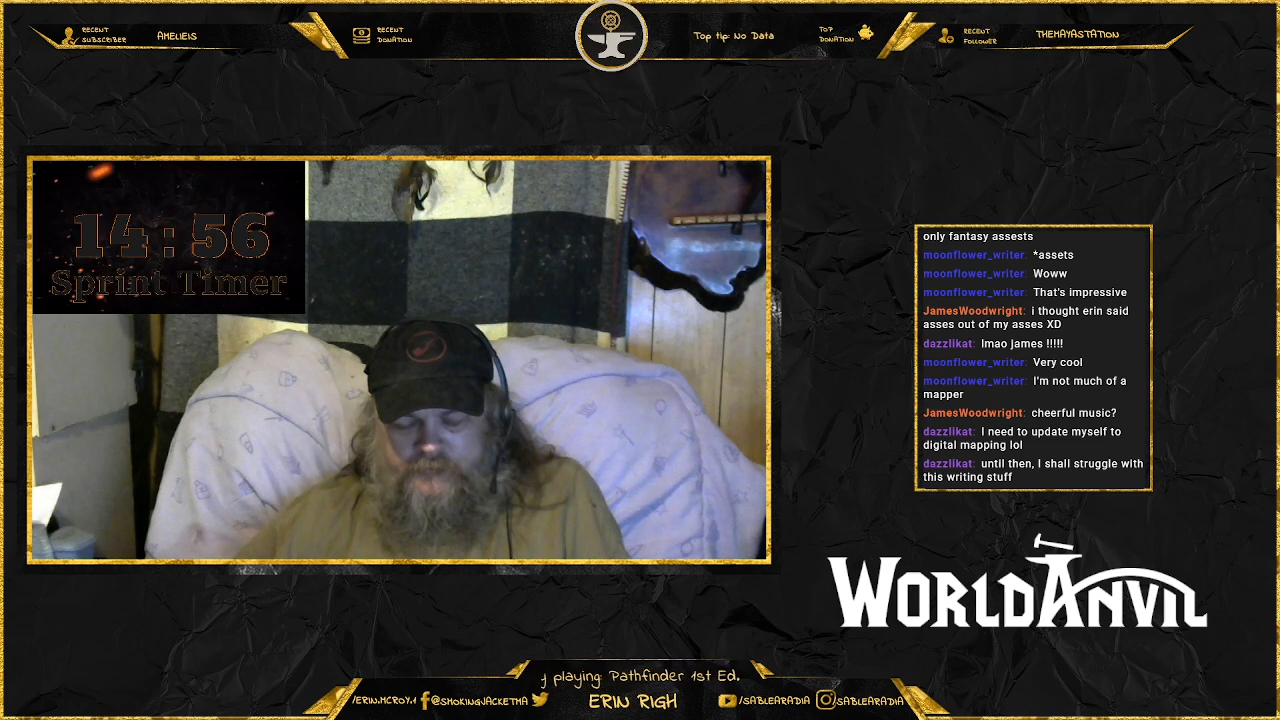 RECENT
SUBSCRIBER
AMELIEIS
RECENT
DONATION
Top tip: No Data
TOP
DONATION
RECENT
FOLLOWER
THEMAYASTATION
14:56
Sprint Timer
only fantasy assests
moonflower_writer: *assets
moonflower_writer: Woww
moonflower_writer: That's impressive
JamesWoodwright: i thought erin said
asses out of my asses XD
dazzlikat: lmao james !!!!!
moonflower_writer: Very cool
moonflower_writer: I'm not much of a
mapper
JamesWoodwright: cheerful music?
dazzlikat: I need to update myself to
digital mapping lol
dazzlikat: until then, I shall struggle with
this writing stuff
WORLDANVIL
y playing: Pathfinder 1st Ed.
/ERIN.MCROY.1
@SMOKINGJACKETMA
ERIN RIGH
/SABLEARADIA
/SABLEARADIA